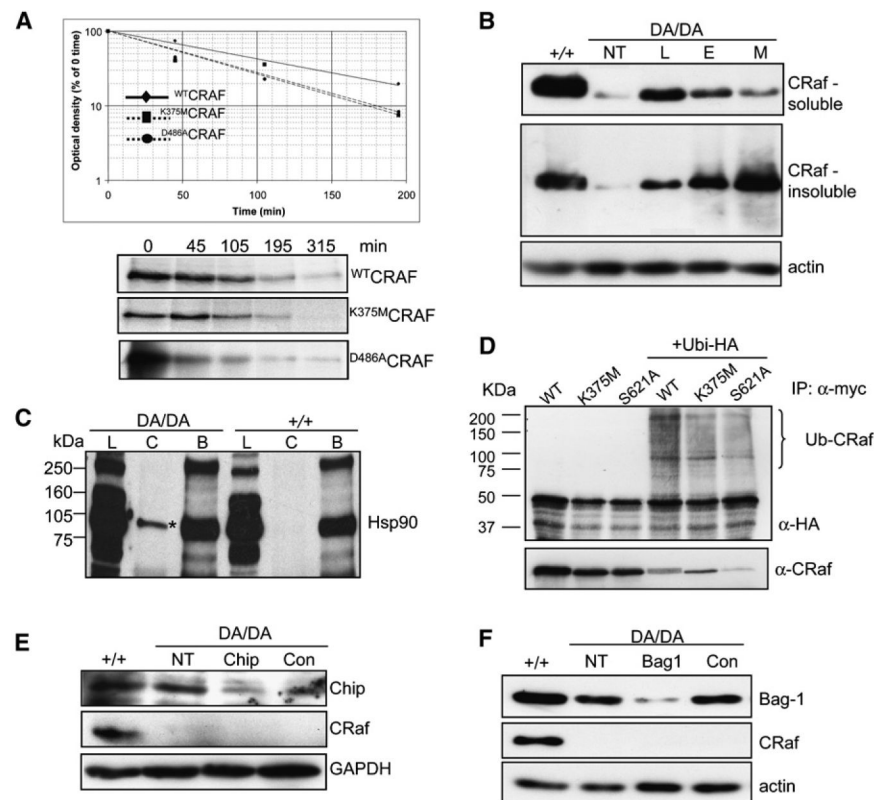 A
Optical density (% of 0 time)
100
10
1
WTCRAF
K375MCRAF
D486ACRAF
0 50 100 150 200
Time (min)
0 45 105 195 315 min
WTCRAF
K375MCRAF
D486ACRAF
B
DA/DA
+/+ NT L E M
CRaf -
soluble
CRaf -
insoluble
actin
C
DA/DA +/+
kDa L C B L C B
250
160
105
75
*
Hsp90
D
+Ubi-HA
KDa WT K375M S621A WT K375M S621A IP: α-myc
200
150
100
75
50
37
Ub-CRaf
α-HA
α-CRaf
E
DA/DA
+/+ NT Chip Con
Chip
CRaf
GAPDH
F
DA/DA
+/+ NT Bag1 Con
Bag-1
CRaf
actin